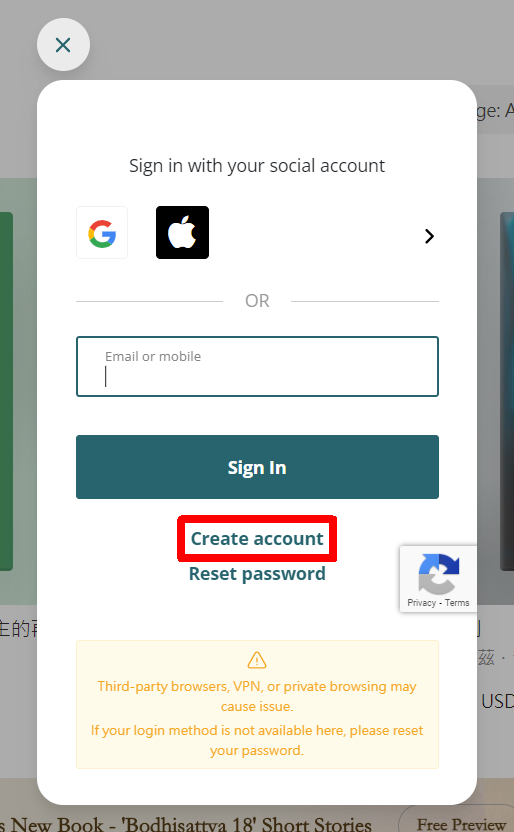 ge: A
Sign in with your social account
OR
Email or mobile
Sign In
Create account
Reset password
Privacy - Terms
主的
USD
Third-party browsers, VPN, or private browsing may
cause issue.
If your login method is not available here, please reset
your password.
s New Book - 'Bodhisattva 18' Short Stories
Free Preview